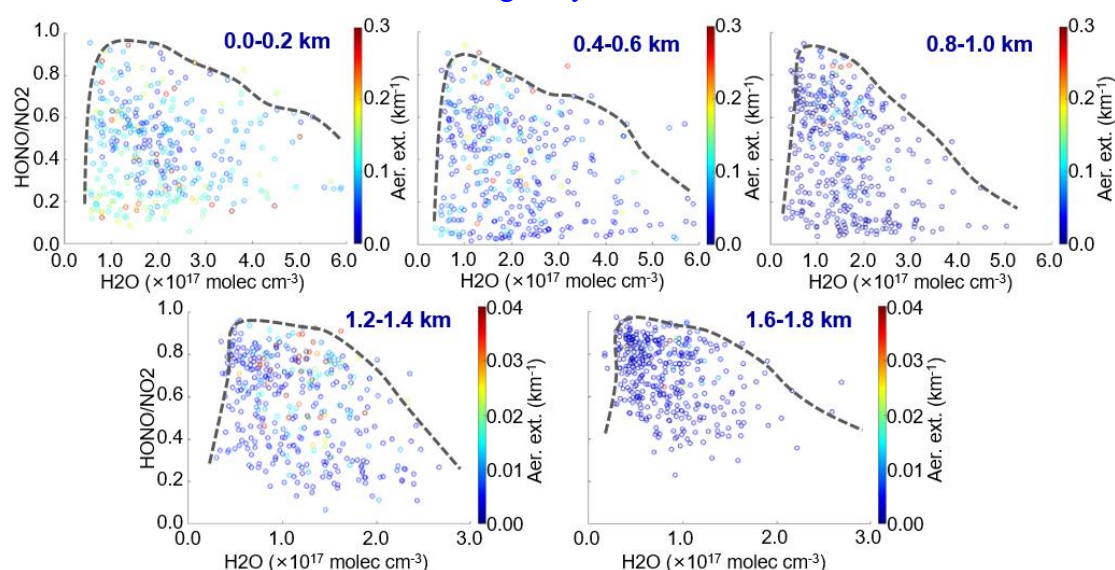 0.0-0.2 km
HONO/NO2
1.0
0.8
0.6
0.4
0.2
0.0
0.0 1.0 2.0 3.0 4.0 5.0 6.0
H2O (×10¹⁷ molec cm⁻³)
0.3
0.2
0.1
0.0
Aer. ext. (km⁻¹)
0.4-0.6 km
0.0 1.0 2.0 3.0 4.0 5.0 6.0
H2O (×10¹⁷ molec cm⁻³)
0.3
0.2
0.1
0.0
Aer. ext. (km⁻¹)
0.8-1.0 km
0.0 1.0 2.0 3.0 4.0 5.0 6.0
H2O (×10¹⁷ molec cm⁻³)
0.3
0.2
0.1
0.0
Aer. ext. (km⁻¹)
1.2-1.4 km
HONO/NO2
1.0
0.8
0.6
0.4
0.2
0.0
0.0 1.0 2.0 3.0
H2O (×10¹⁷ molec cm⁻³)
0.04
0.03
0.02
0.01
0.00
Aer. ext. (km⁻¹)
1.6-1.8 km
0.0 1.0 2.0 3.0
H2O (×10¹⁷ molec cm⁻³)
0.04
0.03
0.02
0.01
0.00
Aer. ext. (km⁻¹)